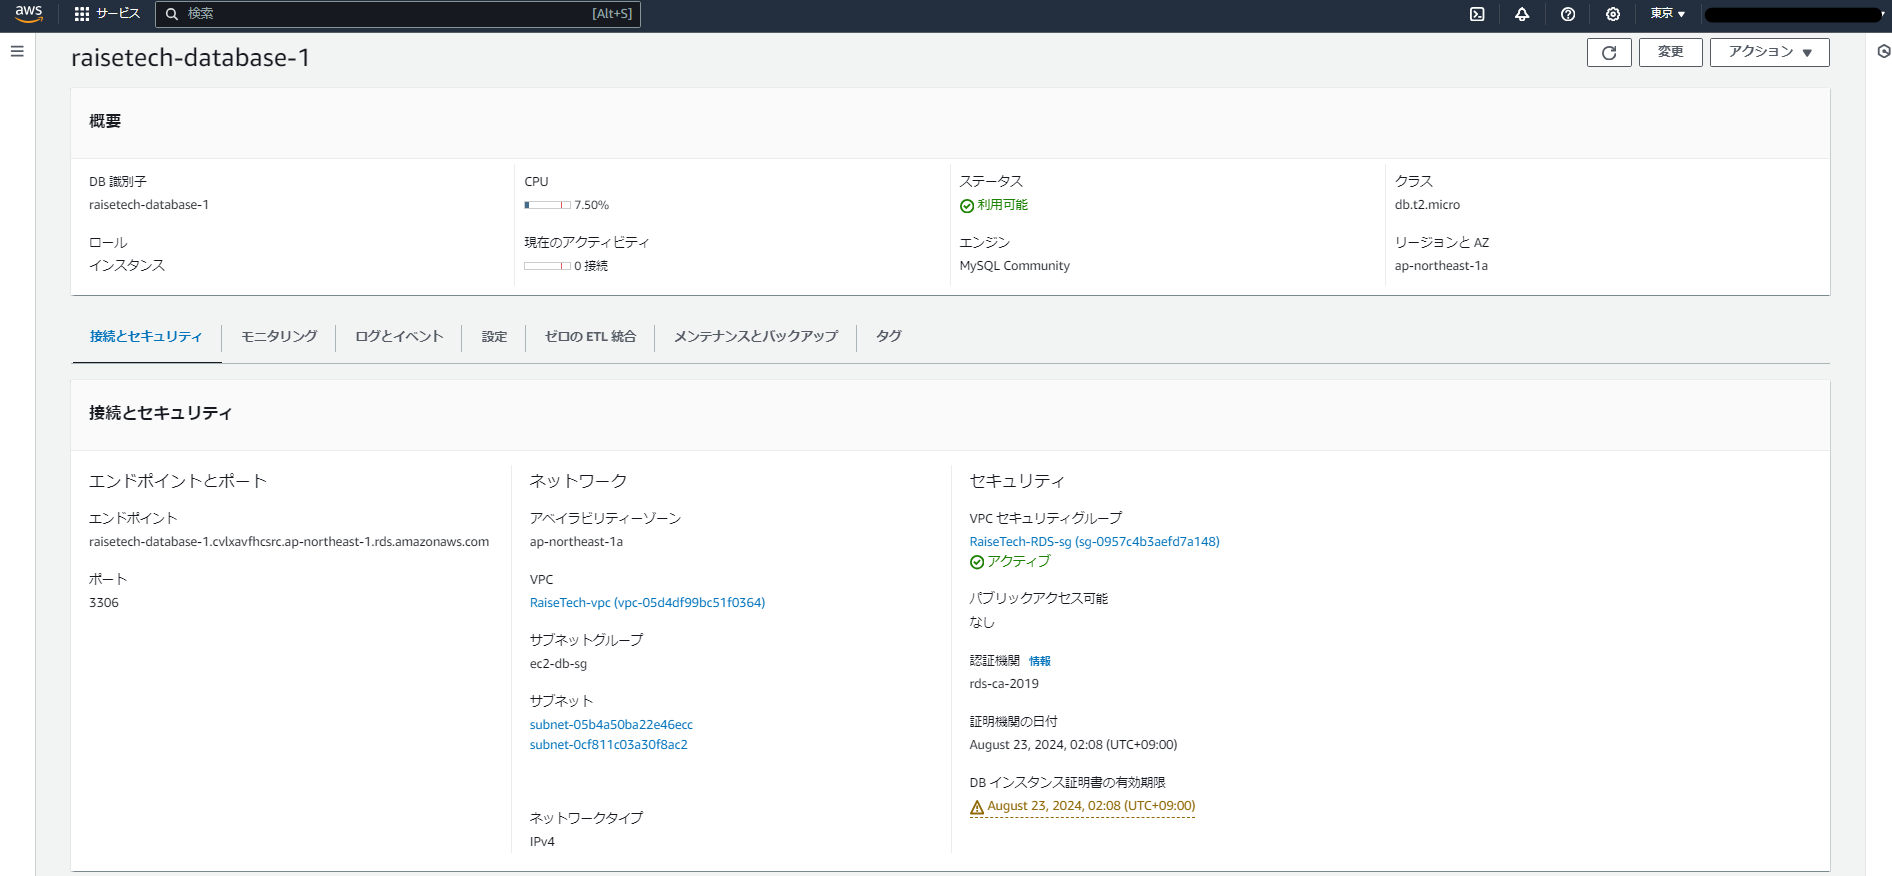 aws
サービス
検索
[Alt+S]
東京
raisetech-database-1
変更
アクション
概要
DB 識別子
raisetech-database-1
CPU
7.50%
ステータス
利用可能
クラス
db.t2.micro
ロール
インスタンス
現在のアクティビティ
0 接続
エンジン
MySQL Community
リージョンと AZ
ap-northeast-1a
接続とセキュリティ
モニタリング
ログとイベント
設定
ゼロの ETL 統合
メンテナンスとバックアップ
タグ
接続とセキュリティ
エンドポイントとポート
エンドポイント
raisetech-database-1.cvlxavfhcsrc.ap-northeast-1.rds.amazonaws.com
ポート
3306
ネットワーク
アベイラビリティーゾーン
ap-northeast-1a
VPC
RaiseTech-vpc (vpc-05d4df99bc51f0364)
サブネットグループ
ec2-db-sg
サブネット
subnet-05b4a50ba22e46ecc
subnet-0cf811c03a30f8ac2
ネットワークタイプ
IPv4
セキュリティ
VPC セキュリティグループ
RaiseTech-RDS-sg (sg-0957c4b3aefd7a148)
アクティブ
パブリックアクセス可能
なし
認証機関 情報
rds-ca-2019
証明機関の日付
August 23, 2024, 02:08 (UTC+09:00)
DB インスタンス証明書の有効期限
August 23, 2024, 02:08 (UTC+09:00)